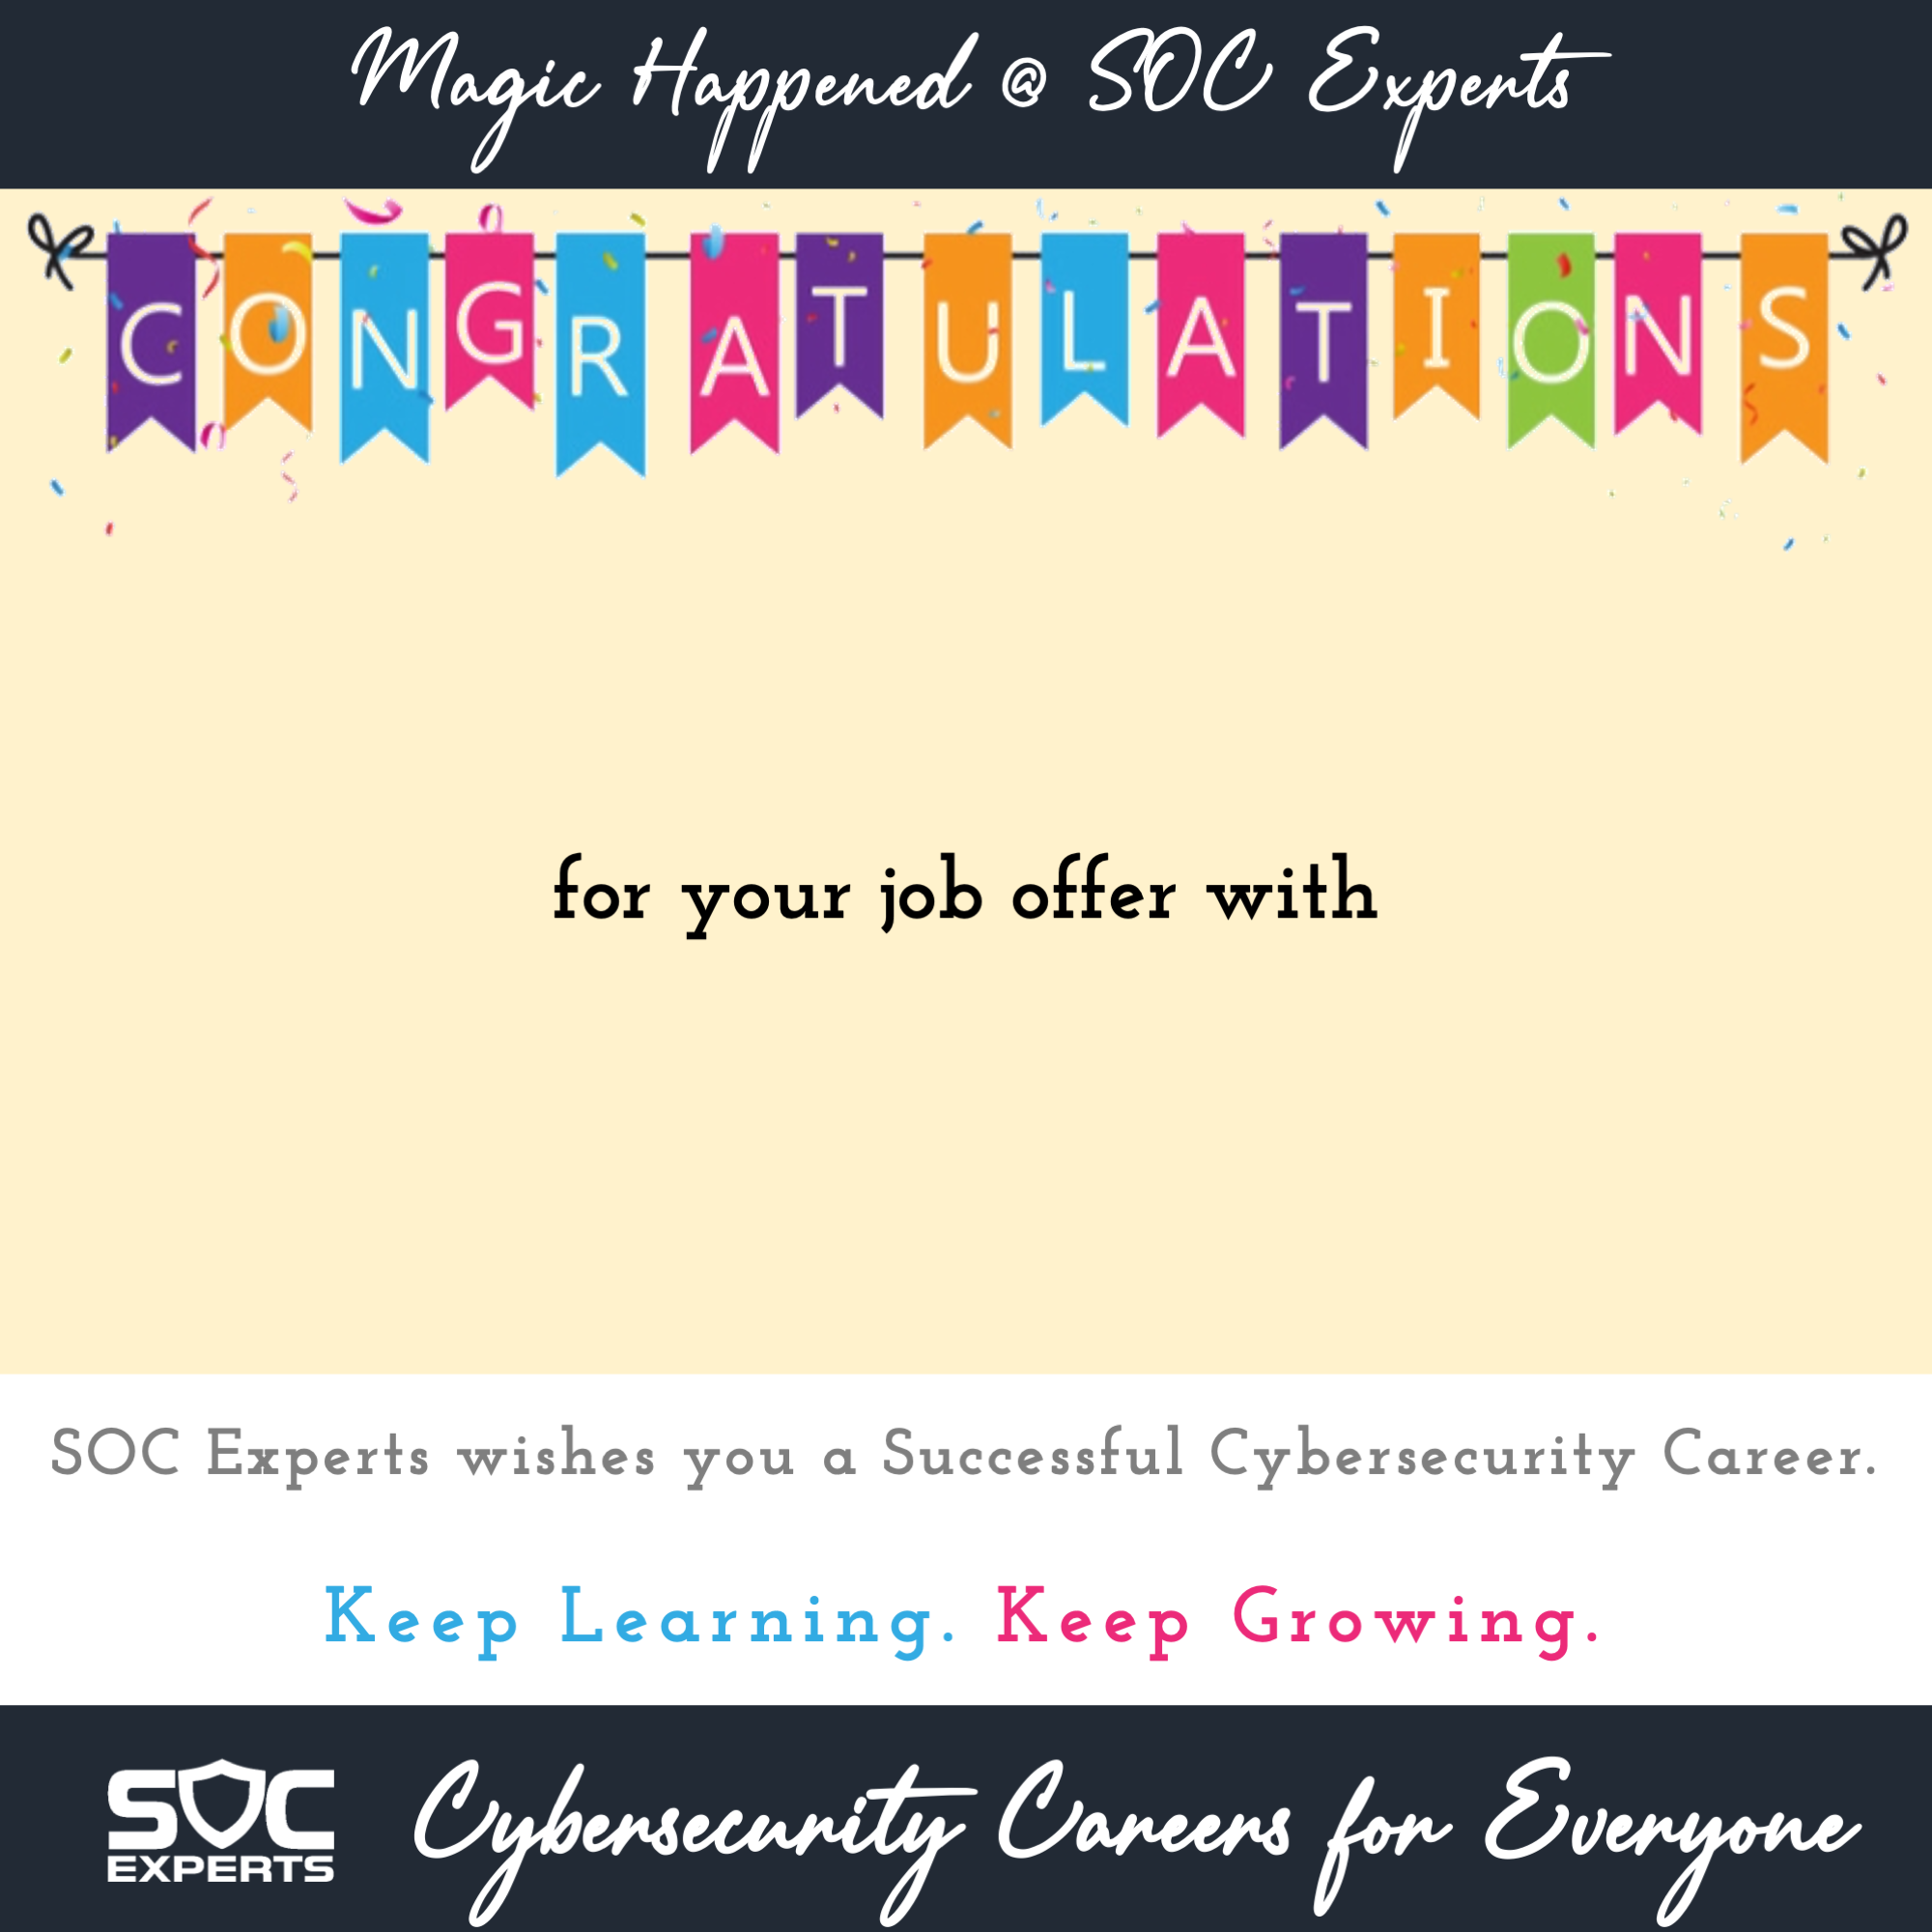 Magic Happened @ SOC Experts
CONGRATULATIONS
for your job offer with
SOC Experts wishes you a Successful Cybersecurity Career.
Keep Learning. Keep Growing.
SOC
EXPERTS
Cybersecurity Careers for Everyone